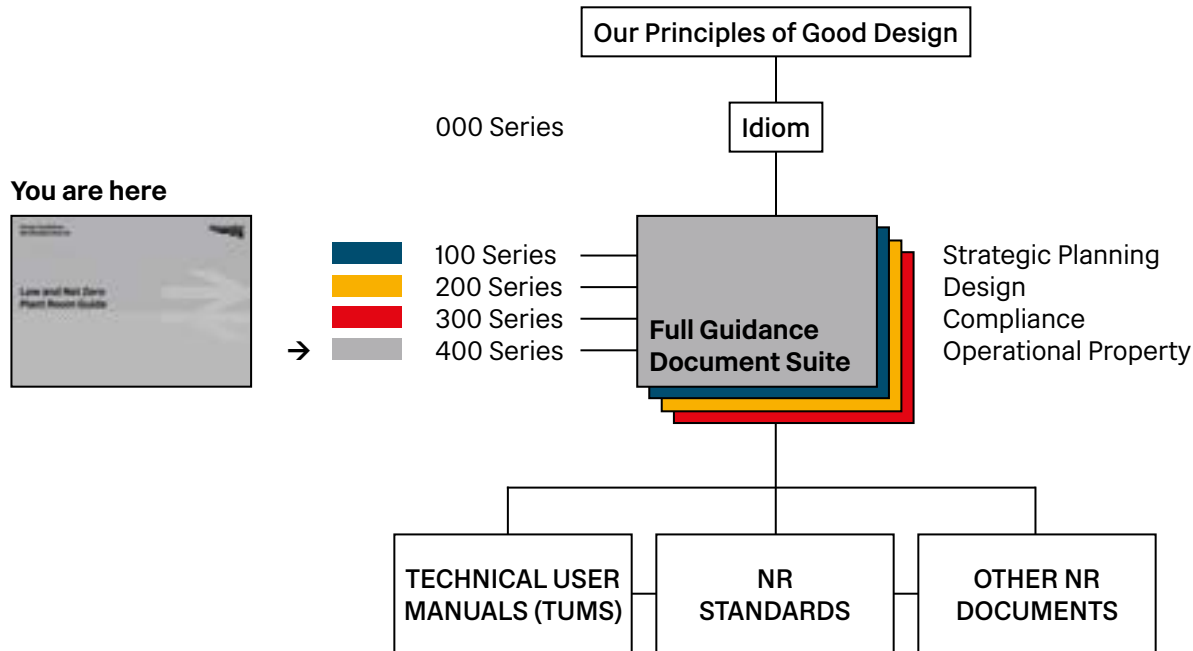 Our Principles of Good Design
000 Series
Idiom
You are here
Low and Net Zero
Plant Room Guide
100 Series
Strategic Planning
200 Series
Design
300 Series
Compliance
→ 400 Series
Operational Property
Full Guidance
Document Suite
TECHNICAL USER
MANUALS (TUMS)
NR
STANDARDS
OTHER NR
DOCUMENTS